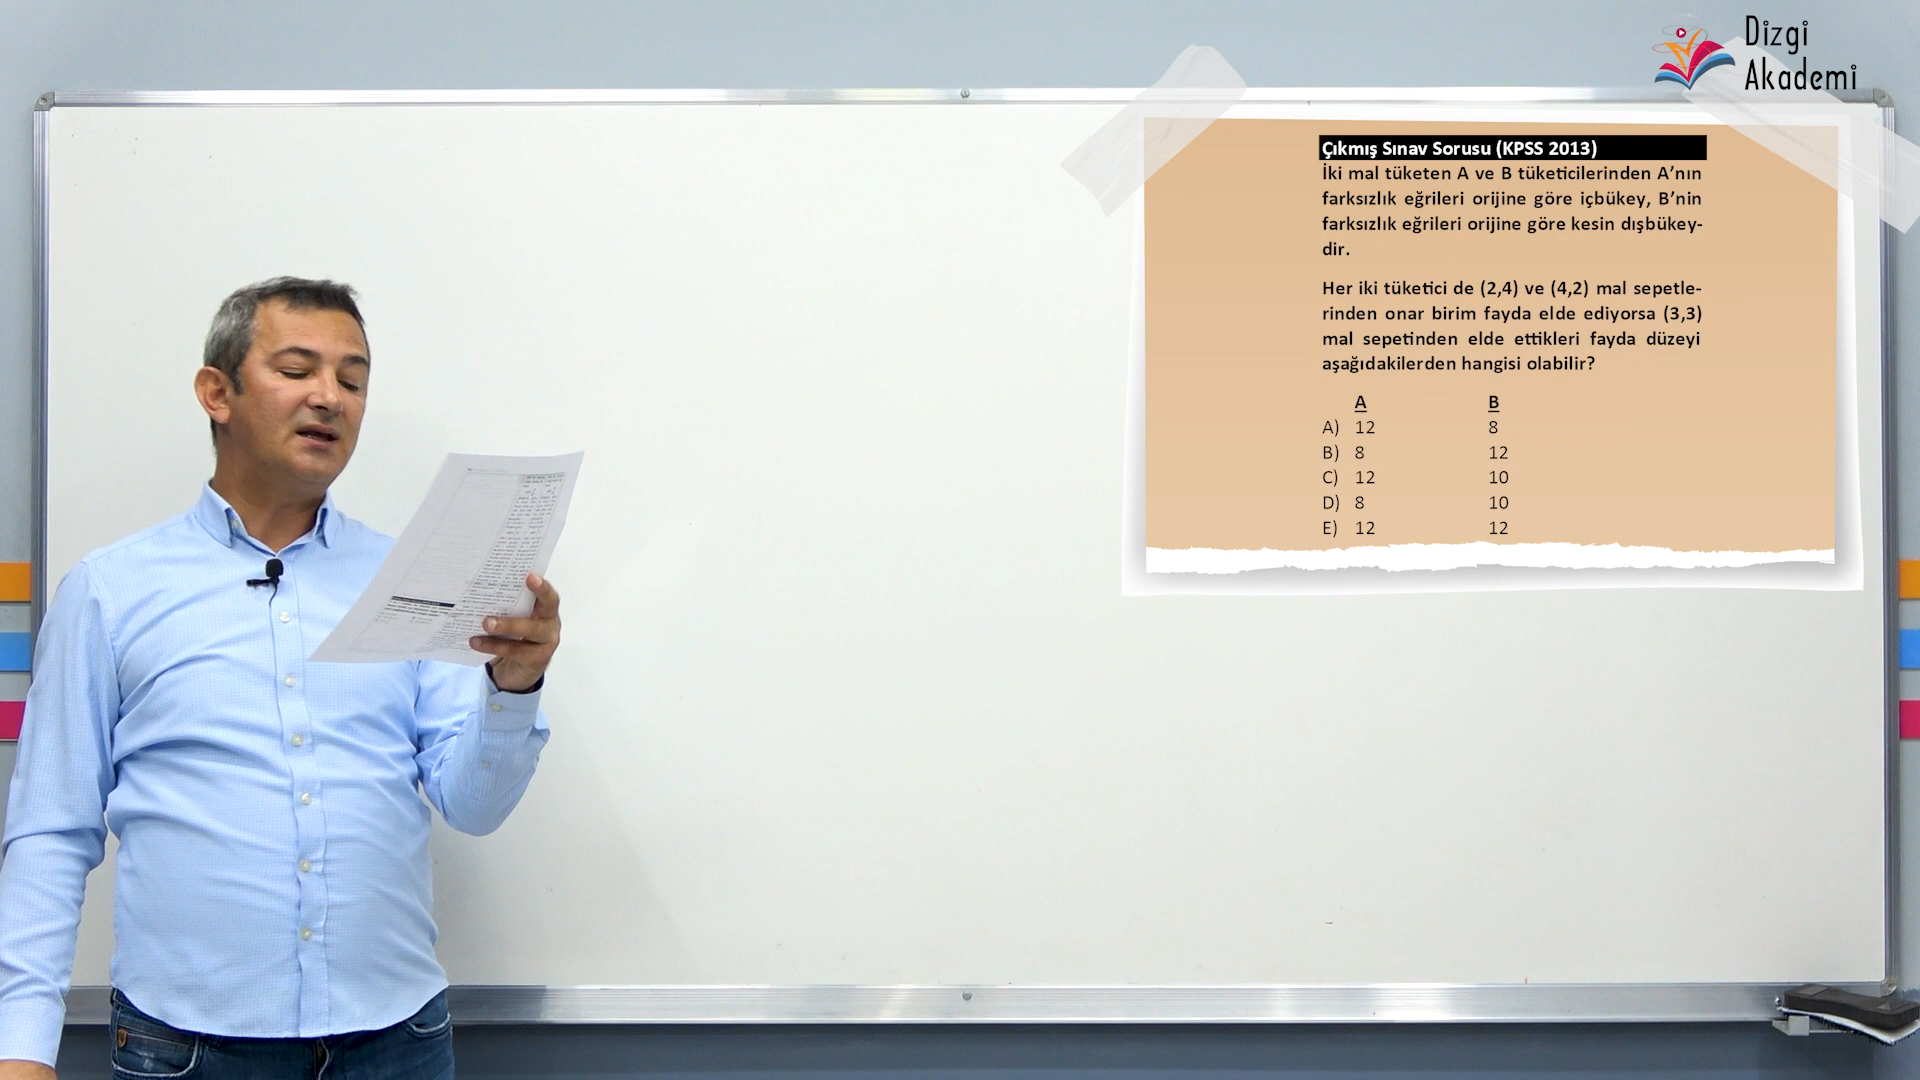 Dizgi
Akademi
Çıkmış Sınav Sorusu (KPSS 2013)
İki mal tüketen A ve B tüketicilerinden A’nın
farksızlık eğrileri orijine göre içbükey, B’nin
farksızlık eğrileri orijine göre kesin dışbükey-
dir.
Her iki tüketici de (2,4) ve (4,2) mal sepetle-
rinden onar birim fayda elde ediyorsa (3,3)
mal sepetinden elde ettikleri fayda düzeyi
aşağıdakilerden hangisi olabilir?
A B
A) 12 8
B) 8 12
C) 12 10
D) 8 10
E) 12 12